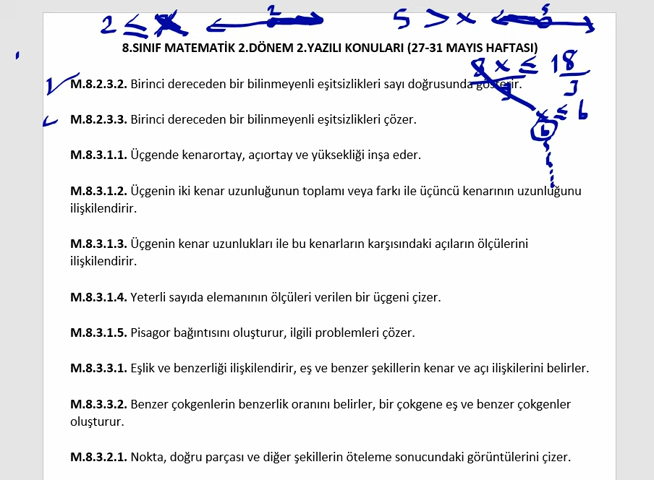 2 ≤ x 2 5 > x 5
8.SINIF MATEMATİK 2.DÖNEM 2.YAZILI KONULARI (27-31 MAYIS HAFTASI)
x ≤ 18
3 3
M.8.2.3.2. Birinci dereceden bir bilinmeyenli eşitsizlikleri sayı doğrusunda gösterir.
x ≤ 6
M.8.2.3.3. Birinci dereceden bir bilinmeyenli eşitsizlikleri çözer.
6
5
M.8.3.1.1. Üçgende kenarortay, açıortay ve yüksekliği inşa eder.
M.8.3.1.2. Üçgenin iki kenar uzunluğunun toplamı veya farkı ile üçüncü kenarının uzunluğunu
ilişkilendirir.
M.8.3.1.3. Üçgenin kenar uzunlukları ile bu kenarların karşısındaki açıların ölçülerini
ilişkilendirir.
M.8.3.1.4. Yeterli sayıda elemanının ölçüleri verilen bir üçgeni çizer.
M.8.3.1.5. Pisagor bağıntısını oluşturur, ilgili problemleri çözer.
M.8.3.3.1. Eşlik ve benzerliği ilişkilendirir, eş ve benzer şekillerin kenar ve açı ilişkilerini belirler.
M.8.3.3.2. Benzer çokgenlerin benzerlik oranını belirler, bir çokgene eş ve benzer çokgenler
oluşturur.
M.8.3.2.1. Nokta, doğru parçası ve diğer şekillerin öteleme sonucundaki görüntülerini çizer.